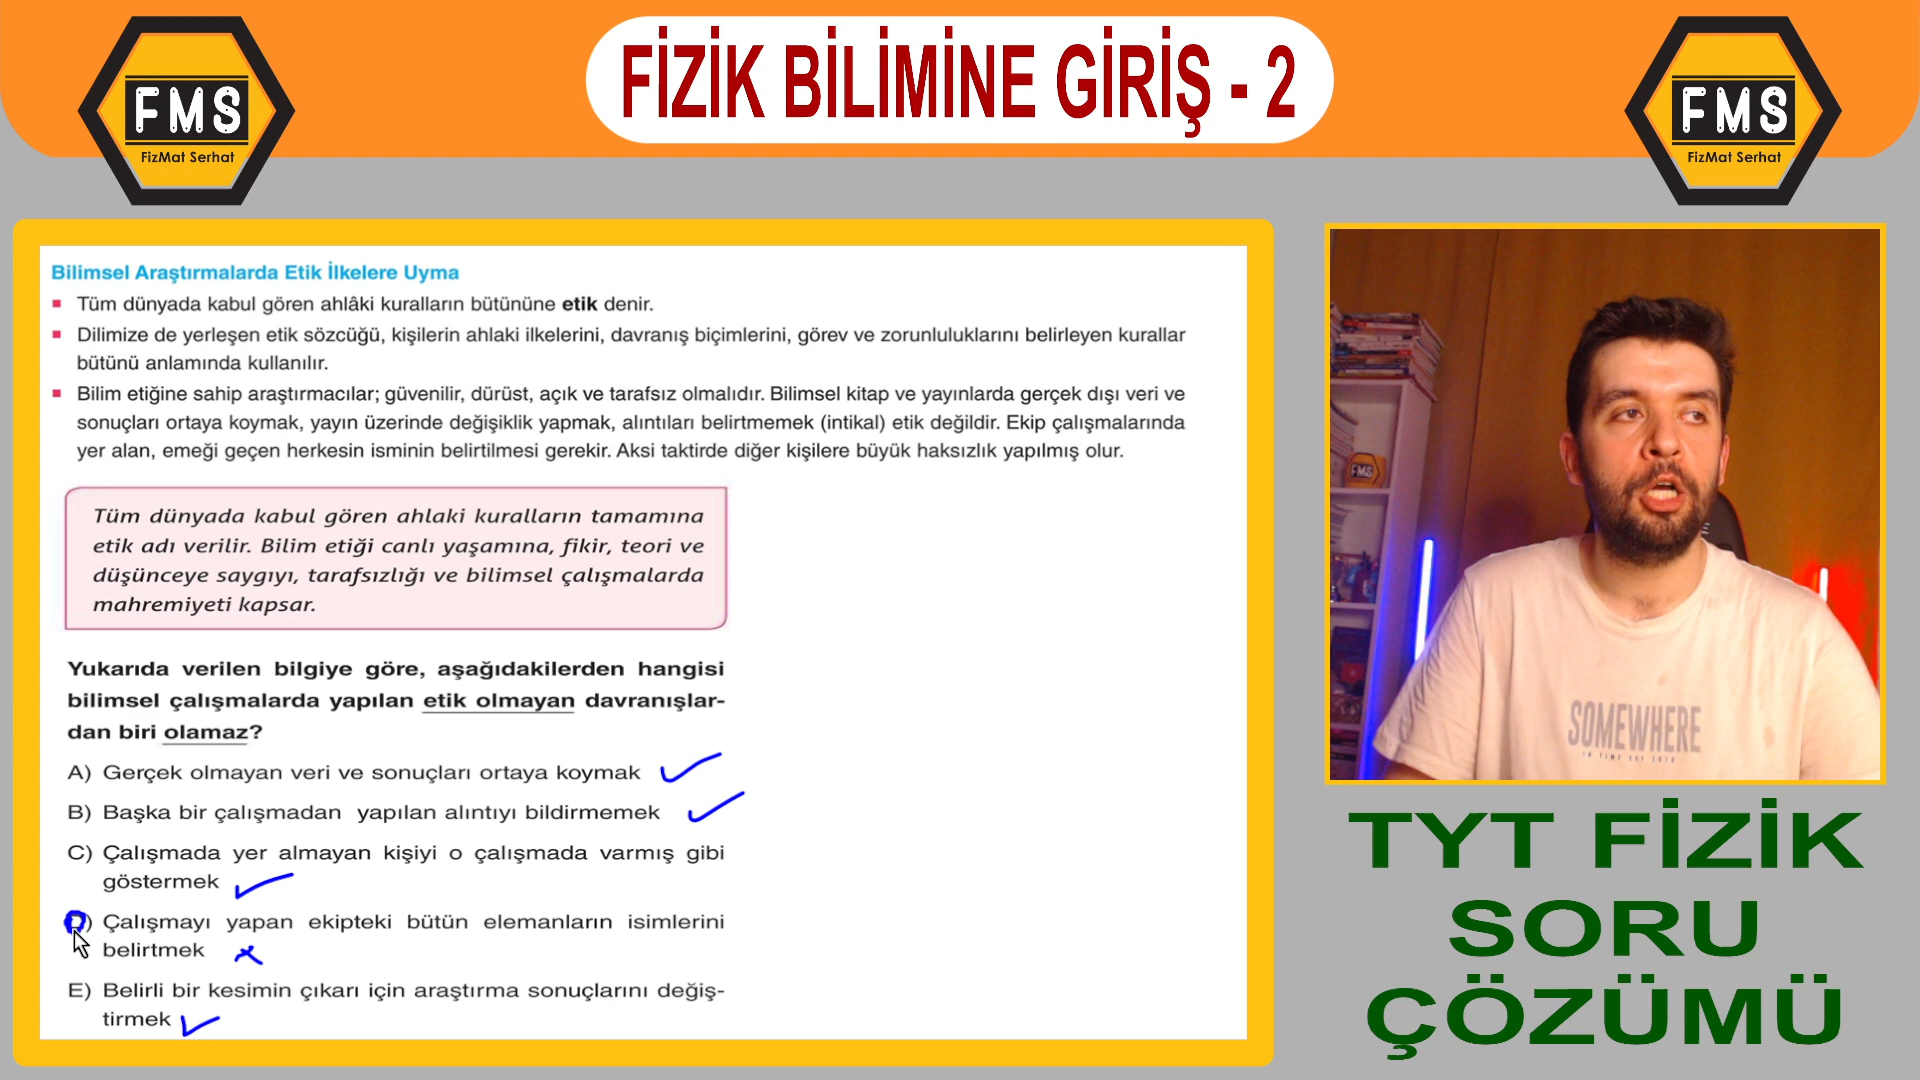 FİZİK BİLİMİNE GİRİŞ - 2
FMS
FizMat Serhat
FMS
FizMat Serhat
Bilimsel Araştırmalarda Etik İlkelere Uyma
Tüm dünyada kabul gören ahlâki kuralların bütününe etik denir.
Dilimize de yerleşen etik sözcüğü, kişilerin ahlaki ilkelerini, davranış biçimlerini, görev ve zorunluluklarını belirleyen kurallar
bütünü anlamında kullanılır.
Bilim etiğine sahip araştırmacılar; güvenilir, dürüst, açık ve tarafsız olmalıdır. Bilimsel kitap ve yayınlarda gerçek dışı veri ve
sonuçları ortaya koymak, yayın üzerinde değişiklik yapmak, alıntıları belirtmemek (intikal) etik değildir. Ekip çalışmalarında
yer alan, emeği geçen herkesin isminin belirtilmesi gerekir. Aksi taktirde diğer kişilere büyük haksızlık yapılmış olur.
Tüm dünyada kabul gören ahlaki kuralların tamamına
etik adı verilir. Bilim etiği canlı yaşamına, fikir, teori ve
düşünceye saygıyı, tarafsızlığı ve bilimsel çalışmalarda
mahremiyeti kapsar.
Yukarıda verilen bilgiye göre, aşağıdakilerden hangisi
bilimsel çalışmalarda yapılan etik olmayan davranışlar-
dan biri olamaz?
A) Gerçek olmayan veri ve sonuçları ortaya koymak
B) Başka bir çalışmadan yapılan alıntıyı bildirmemek
C) Çalışmada yer almayan kişiyi o çalışmada varmış gibi
göstermek
D) Çalışmayı yapan ekipteki bütün elemanların isimlerini
belirtmek
E) Belirli bir kesimin çıkarı için araştırma sonuçlarını değiş-
tirmek
FMS
SOMEWHERE
TYT FİZİK
SORU
ÇÖZÜMÜ